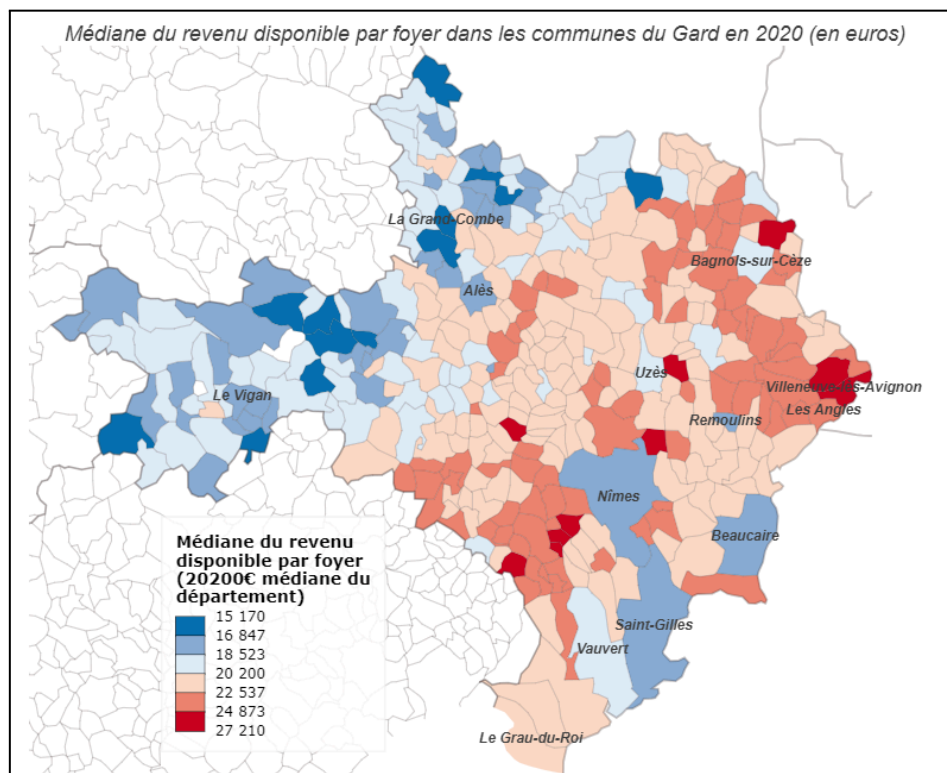 Médiane du revenu disponible par foyer dans les communes du Gard en 2020 (en euros)
La Grand-Combe
Bagnols-sur-Cèze
Alès
Uzès
Le Vigan
Villeneuve-lès-Avignon
Les Angles
Remoulins
Nîmes
Beaucaire
Médiane du revenu
disponible par foyer
(20200€ médiane du
département)
15 170
16 847
18 523
20 200
22 537
24 873
27 210
Saint-Gilles
Vauvert
Le Grau-du-Roi